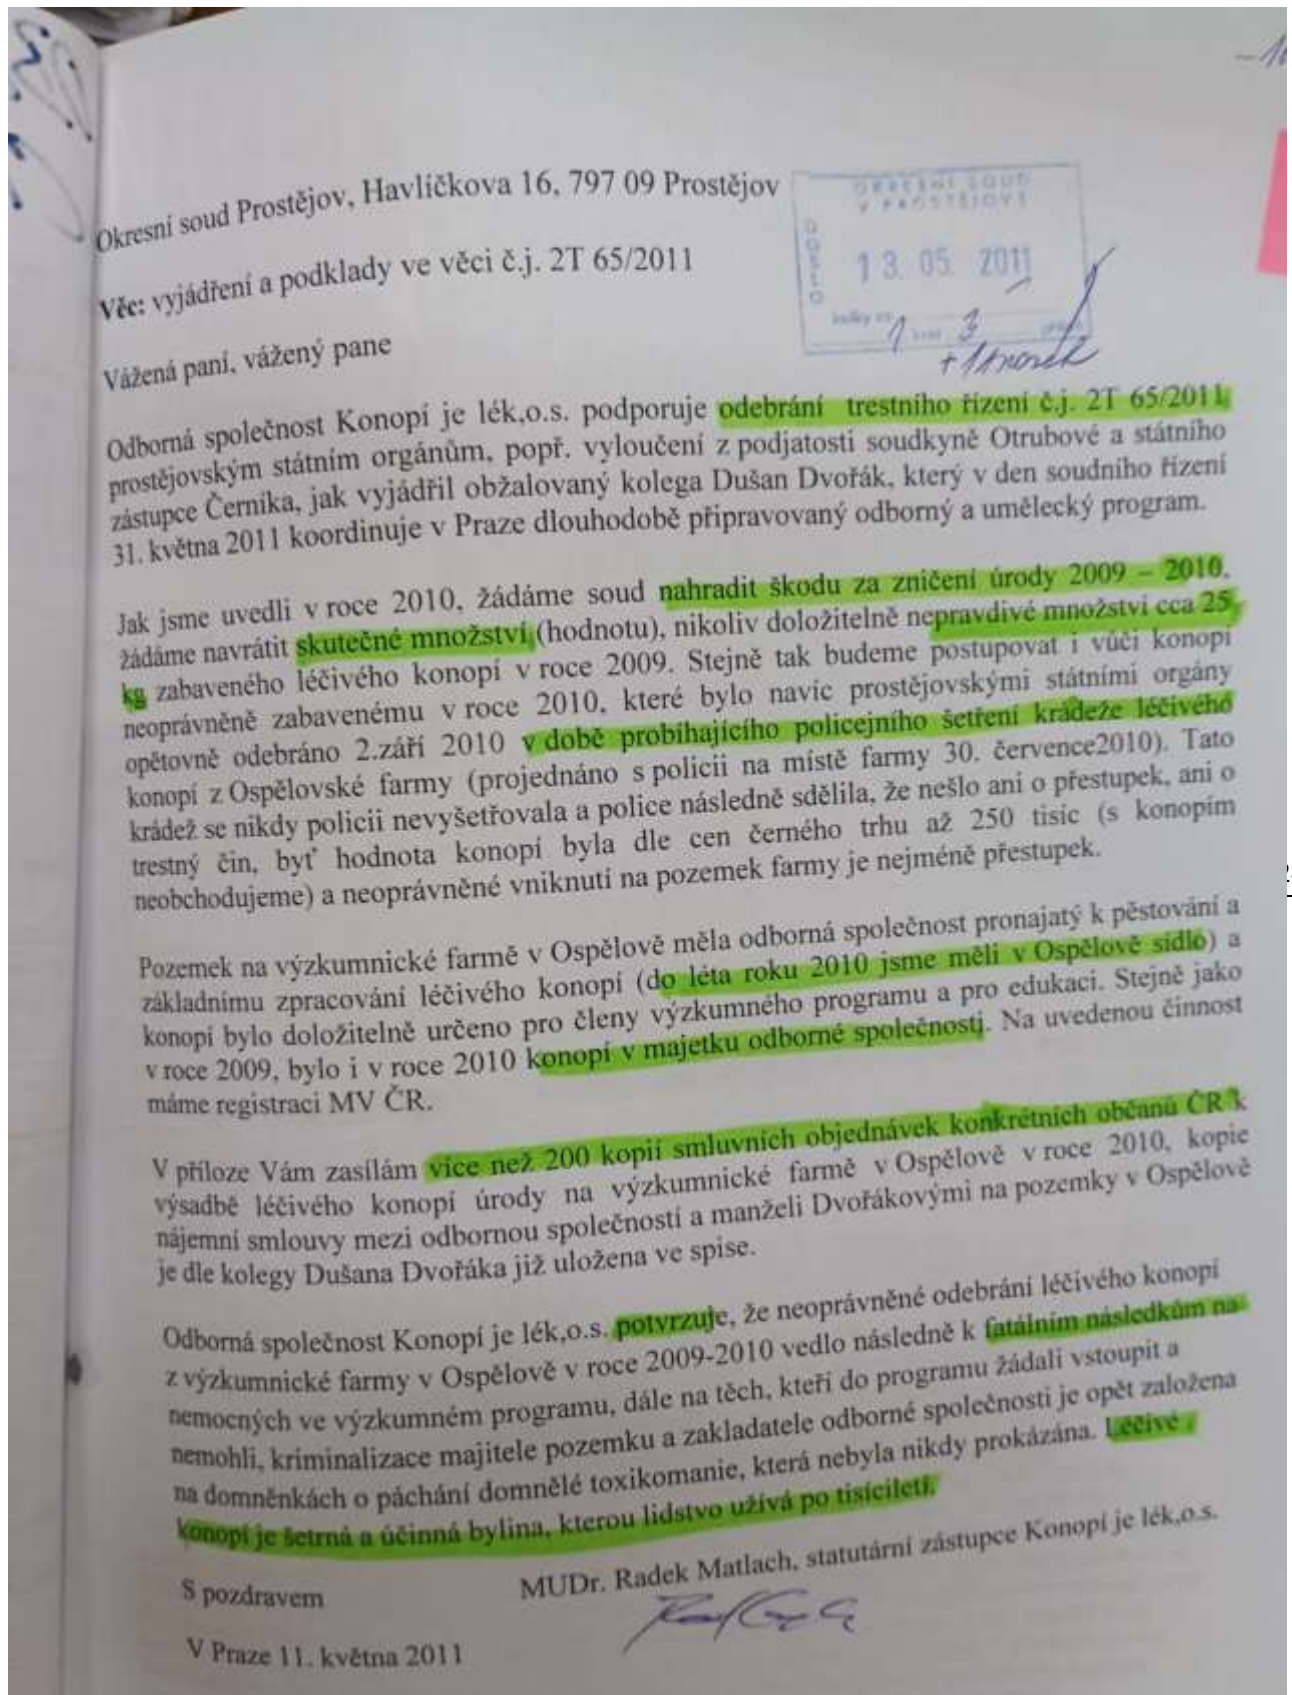 Okresní soud Prostějov, Havlíčkova 16, 797 09 Prostějov
OKRESNÍ SOUD
V PROSTĚJOVĚ
DOŠLO
13. 05. 2011
1 3
Věc: vyjádření a podklady ve věci č.j. 2T 65/2011
Vážená paní, vážený pane
Odborná společnost Konopí je lék,o.s. podporuje odebrání trestního řízení č.j. 2T 65/2011
prostějovským státním orgánům, popř. vyloučení z podjatosti soudkyně Otrubové a státního
zástupce Černíka, jak vyjádřil obžalovaný kolega Dušan Dvořák, který v den soudního řízení
31. května 2011 koordinuje v Praze dlouhodobě připravovaný odborný a umělecký program.
Jak jsme uvedli v roce 2010, žádáme soud nahradit škodu za zničení úrody 2009 – 2010,
žádáme navrátit skutečné množství (hodnotu), nikoliv doložitelně nepravdivé množství cca 25
kg zabaveného léčivého konopí v roce 2009. Stejně tak budeme postupovat i vůči konopí
neoprávněně zabavenému v roce 2010, které bylo navíc prostějovskými státními orgány
opětovně odebráno 2.září 2010 v době probíhajícího policejního šetření krádeže léčivého
konopí z Ospělovské farmy (projednáno s policií na místě farmy 30. července2010). Tato
krádež se nikdy policií nevyšetřovala a police následně sdělila, že nešlo ani o přestupek, ani o
trestný čin, byť hodnota konopí byla dle cen černého trhu až 250 tisíc (s konopím
neobchodujeme) a neoprávněné vniknutí na pozemek farmy je nejméně přestupek.
Pozemek na výzkumnické farmě v Ospělově měla odborná společnost pronajatý k pěstování a
základnímu zpracování léčivého konopí (do léta roku 2010 jsme měli v Ospělově sídlo) a
konopí bylo doložitelně určeno pro členy výzkumného programu a pro edukaci. Stejně jako
v roce 2009, bylo i v roce 2010 konopí v majetku odborné společnosti. Na uvedenou činnost
máme registraci MV ČR.
V příloze Vám zasílám více než 200 kopií smluvních objednávek konkrétních občanů ČR k
výsadbě léčivého konopí úrody na výzkumnické farmě v Ospělově v roce 2010, kopie
nájemní smlouvy mezi odbornou společností a manželi Dvořákovými na pozemky v Ospělově
je dle kolegy Dušana Dvořáka již uložena ve spise.
Odborná společnost Konopí je lék,o.s. potvrzuje, že neoprávněné odebrání léčivého konopí
z výzkumnické farmy v Ospělově v roce 2009-2010 vedlo následně k fatálním následkům na
nemocných ve výzkumném programu, dále na těch, kteří do programu žádali vstoupit a
nemohli, kriminalizace majitele pozemku a zakladatele odborné společnosti je opět založena
na domněnkách o páchání domnělé toxikomanie, která nebyla nikdy prokázána. Léčivé
konopí je šetrná a účinná bylina, kterou lidstvo užívá po tisíciletí.
S pozdravem
MUDr. Radek Matlach, statutární zástupce Konopí je lék,o.s.
V Praze 11. května 2011